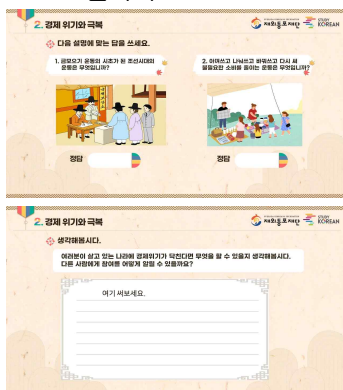 2. 경제 위기와 극복
재외동포재단
STUDY KOREAN
다음 설명에 맞는 답을 쓰세요.
1. 금모으기 운동의 시초가 된 조선시대의
운동은 무엇입니까?
2. 아껴쓰고 나눠쓰고 바꿔쓰고 다시 써
불필요한 소비를 줄이는 운동은 무엇입니까?
정답
정답
2. 경제 위기와 극복
재외동포재단
STUDY KOREAN
생각해봅시다.
여러분이 살고 있는 나라에 경제위기가 닥친다면 무엇을 할 수 있을지 생각해봅시다.
다른 사람에게 참여를 어떻게 알릴 수 있을까요?
여기 써보세요.